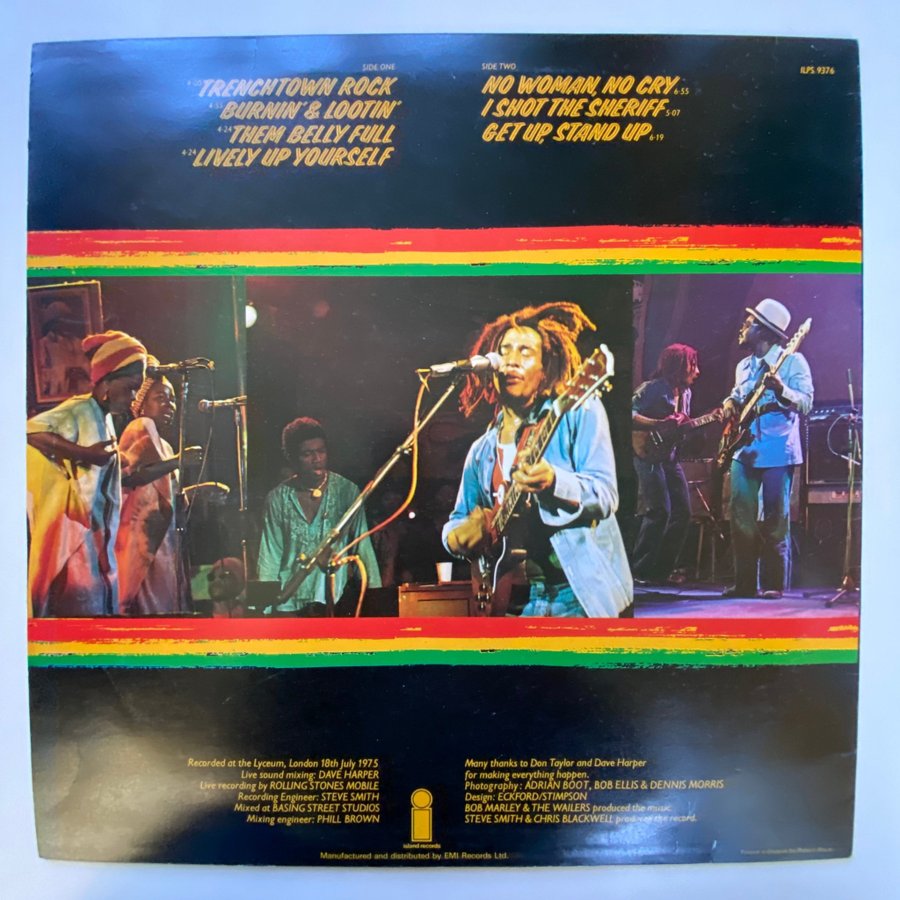 SIDE ONE
4·20 TRENCHTOWN ROCK
4·55 BURNIN' & LOOTIN'
4·24 THEM BELLY FULL
4·24 LIVELY UP YOURSELF
SIDE TWO
NO WOMAN, NO CRY 6·55
I SHOT THE SHERIFF 5·07
GET UP, STAND UP 6·19
ILPS. 9376
Recorded at the Lyceum, London 18th July 1975
Live sound mixing: DAVE HARPER
Live recording by ROLLING STONES MOBILE
Recording Engineer: STEVE SMITH
Mixed at BASING STREET STUDIOS
Mixing engineer: PHILL BROWN
island records
Many thanks to Don Taylor and Dave Harper
for making everything happen.
Photography: ADRIAN BOOT, BOB ELLIS & DENNIS MORRIS
Design: ECKFORD/STIMPSON
BOB MARLEY & THE WAILERS produced the music.
STEVE SMITH & CHRIS BLACKWELL produced the record.
Manufactured and distributed by EMI Records Ltd.